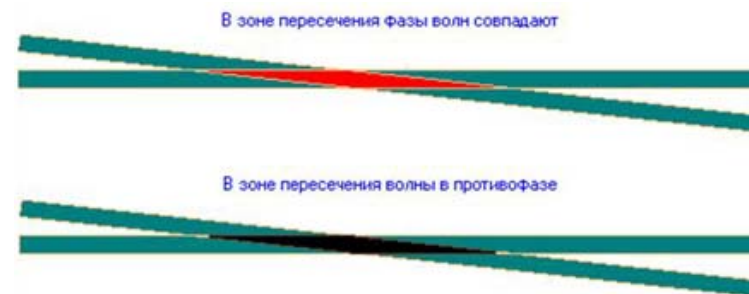 В зоне пересечения фазы волн совпадают
В зоне пересечения волны в противофазе